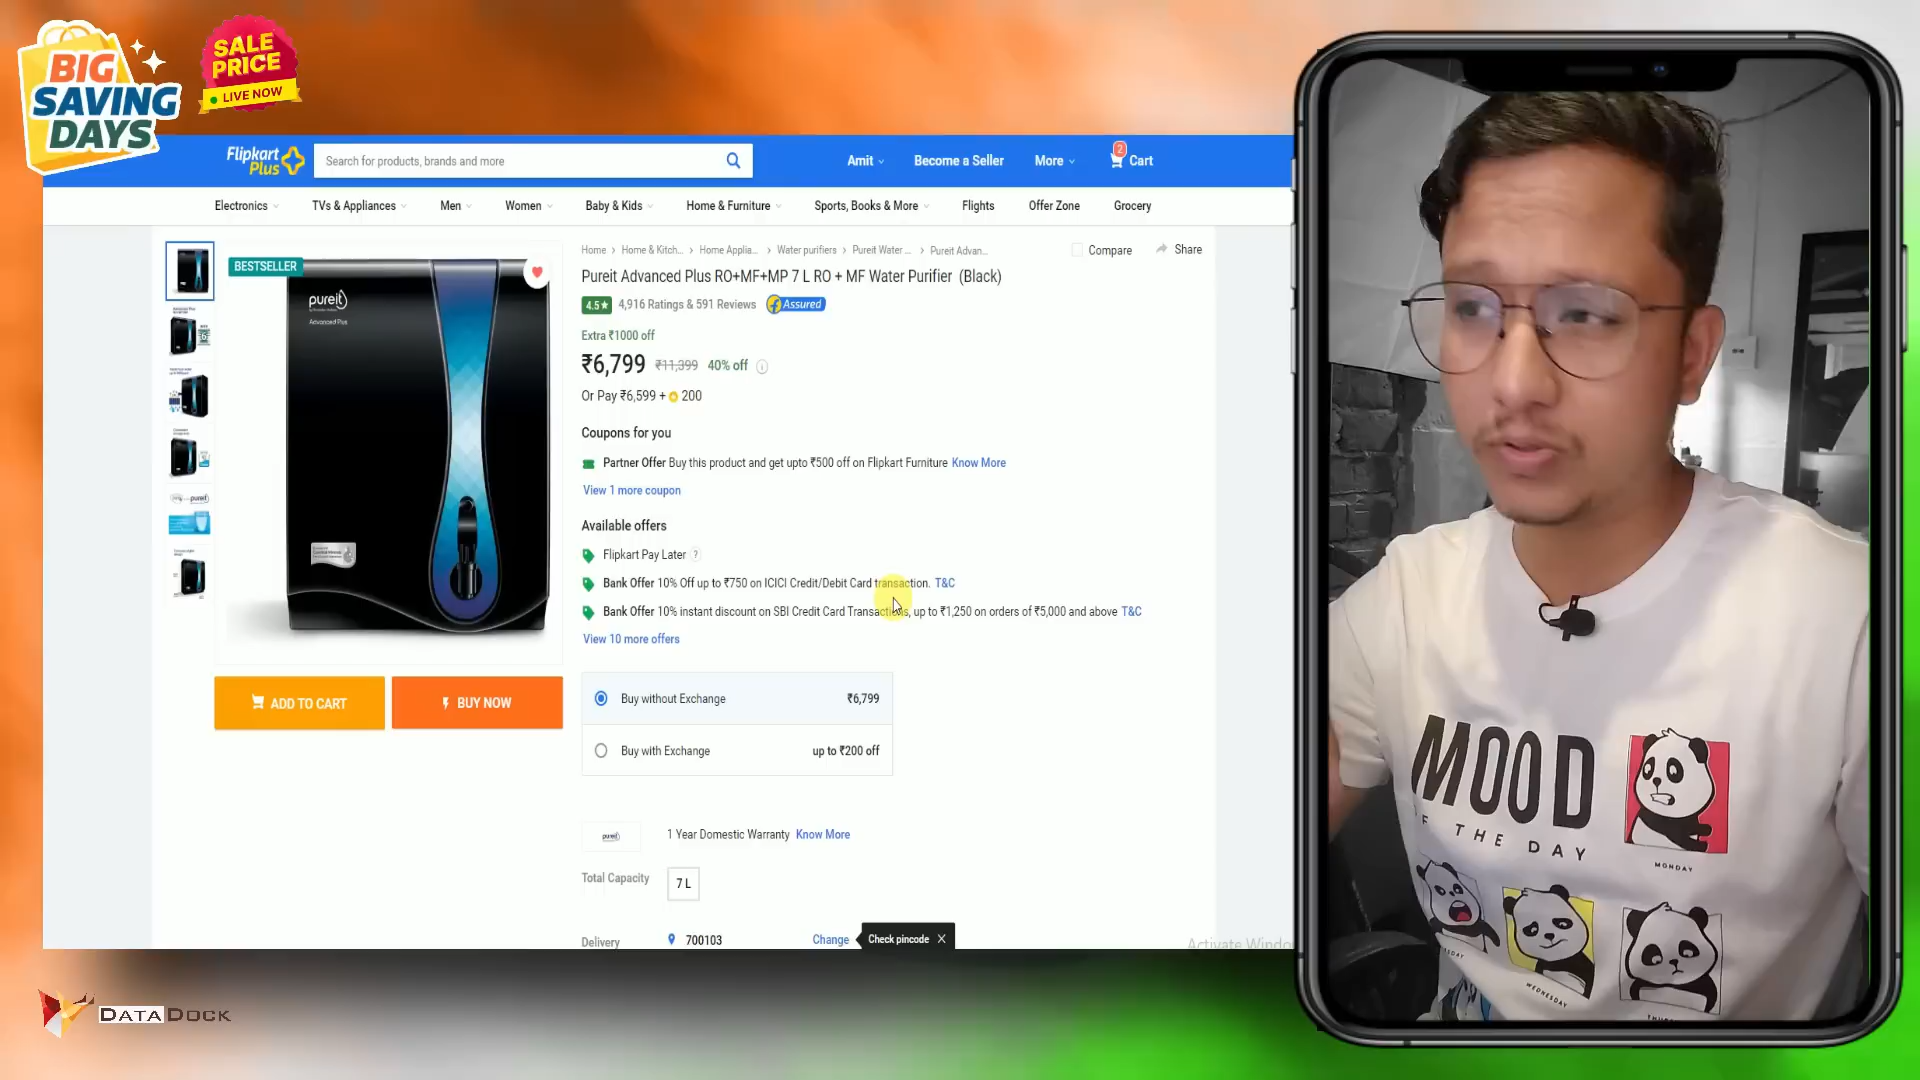 BIG
SAVING
DAYS
SALE
PRICE
LIVE NOW
Flipkart
Plus
Search for products, brands and more
Amit
Become a Seller
More
2
Cart
Electronics
TVs & Appliances
Men
Women
Baby & Kids
Home & Furniture
Sports, Books & More
Flights
Offer Zone
Grocery
Home > Home & Kitch... > Home Applia... > Water purifiers > Pureit Water ... > Pureit Advan...
Compare
Share
BESTSELLER
pureit
Advanced Plus
Pureit Advanced Plus RO+MF+MP 7 L RO + MF Water Purifier (Black)
4.5★ 4,916 Ratings & 591 Reviews Assured
Extra ₹1000 off
₹6,799 ₹11,399 40% off
Or Pay ₹6,599 + 200
Coupons for you
Partner Offer Buy this product and get upto ₹500 off on Flipkart Furniture Know More
View 1 more coupon
Available offers
Flipkart Pay Later ?
Bank Offer 10% Off up to ₹750 on ICICI Credit/Debit Card transaction. T&C
Bank Offer 10% instant discount on SBI Credit Card Transactions, up to ₹1,250 on orders of ₹5,000 and above T&C
View 10 more offers
ADD TO CART
BUY NOW
Buy without Exchange ₹6,799
Buy with Exchange up to ₹200 off
pureit
1 Year Domestic Warranty Know More
Total Capacity
7 L
Delivery
700103
Change
Check pincode X
Activate Windo
DATADOCK
MOOD
F THE DAY
MONDAY
WEDNESDAY